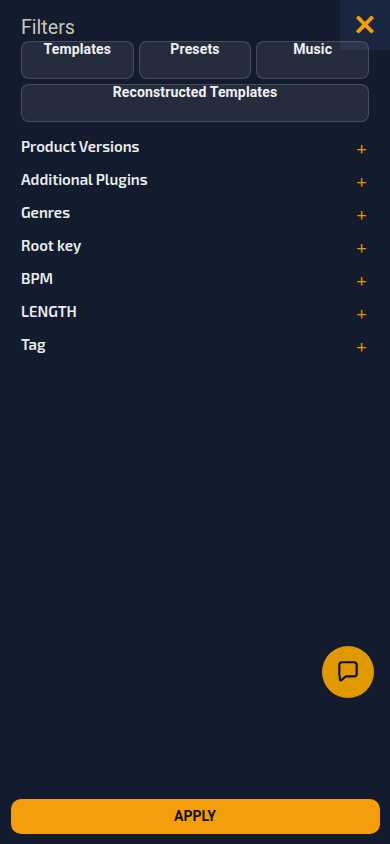 Filters
Templates Presets Music
Reconstructed Templates
Product Versions +
Additional Plugins +
Genres +
Root key +
BPM +
LENGTH +
Tag +
APPLY